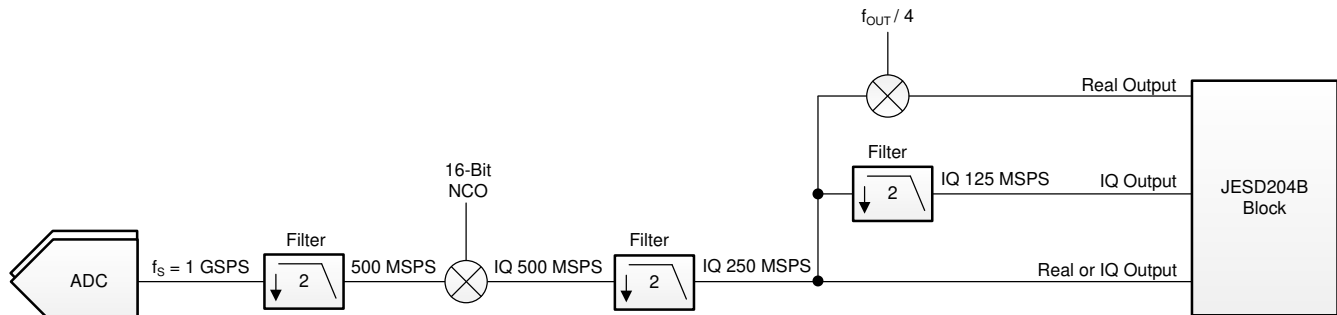 f_OUT / 4
Real Output
16-Bit
NCO
Filter
2
IQ 125 MSPS
IQ Output
JESD204B
Block
ADC
f_S = 1 GSPS
Filter
2
500 MSPS
IQ 500 MSPS
Filter
2
IQ 250 MSPS
Real or IQ Output